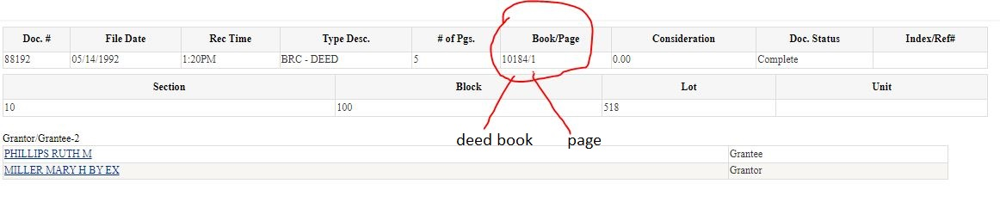 Doc. # File Date Rec Time Type Desc. # of Pgs. Book/Page Consideration Doc. Status Index/Ref#
88192 05/14/1992 1:20PM BRC - DEED 5 10184/1 0.00 Complete
Section Block Lot Unit
10 100 518
deed book page
Grantor/Grantee-2
PHILLIPS RUTH M Grantee
MILLER MARY H BY EX Grantor